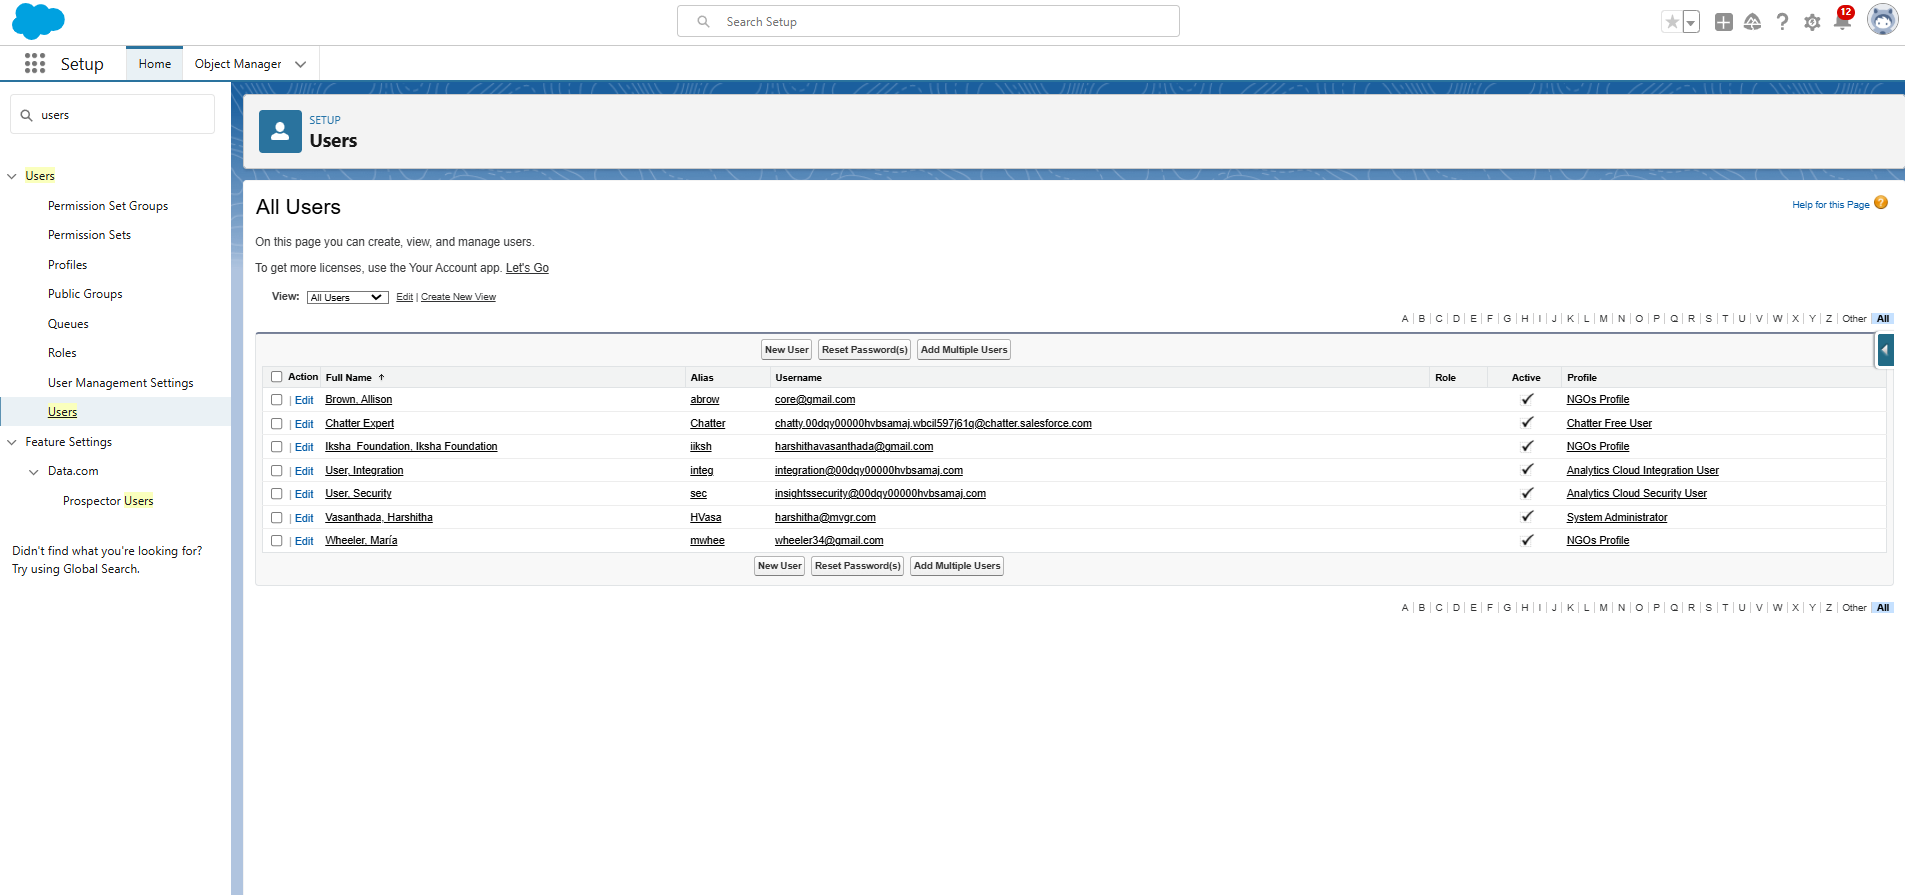 Search Setup
12
Setup
Home
Object Manager
users
Users
Permission Set Groups
Permission Sets
Profiles
Public Groups
Queues
Roles
User Management Settings
Users
Feature Settings
Data.com
Prospector Users
Didn't find what you're looking for?
Try using Global Search.
SETUP
Users
All Users
Help for this Page ?
On this page you can create, view, and manage users.
To get more licenses, use the Your Account app. Let's Go
View: All Users Edit | Create New View
A | B | C | D | E | F | G | H | I | J | K | L | M | N | O | P | Q | R | S | T | U | V | W | X | Y | Z | Other | All
New User Reset Password(s) Add Multiple Users
Action Full Name ↑ Alias Username Role Active Profile
| Edit Brown, Allison abrow core@gmail.com ✓ NGOs Profile
| Edit Chatter Expert Chatter chatty.00dqy00000hvbsamaj.wbcil597j61q@chatter.salesforce.com ✓ Chatter Free User
| Edit Iksha_Foundation, Iksha Foundation iiksh harshithavasanthada@gmail.com ✓ NGOs Profile
| Edit User, Integration integ integration@00dqy00000hvbsamaj.com ✓ Analytics Cloud Integration User
| Edit User, Security sec insightssecurity@00dqy00000hvbsamaj.com ✓ Analytics Cloud Security User
| Edit Vasanthada, Harshitha HVasa harshitha@mvgr.com ✓ System Administrator
| Edit Wheeler, María mwhee wheeler34@gmail.com ✓ NGOs Profile
New User Reset Password(s) Add Multiple Users
A | B | C | D | E | F | G | H | I | J | K | L | M | N | O | P | Q | R | S | T | U | V | W | X | Y | Z | Other | All